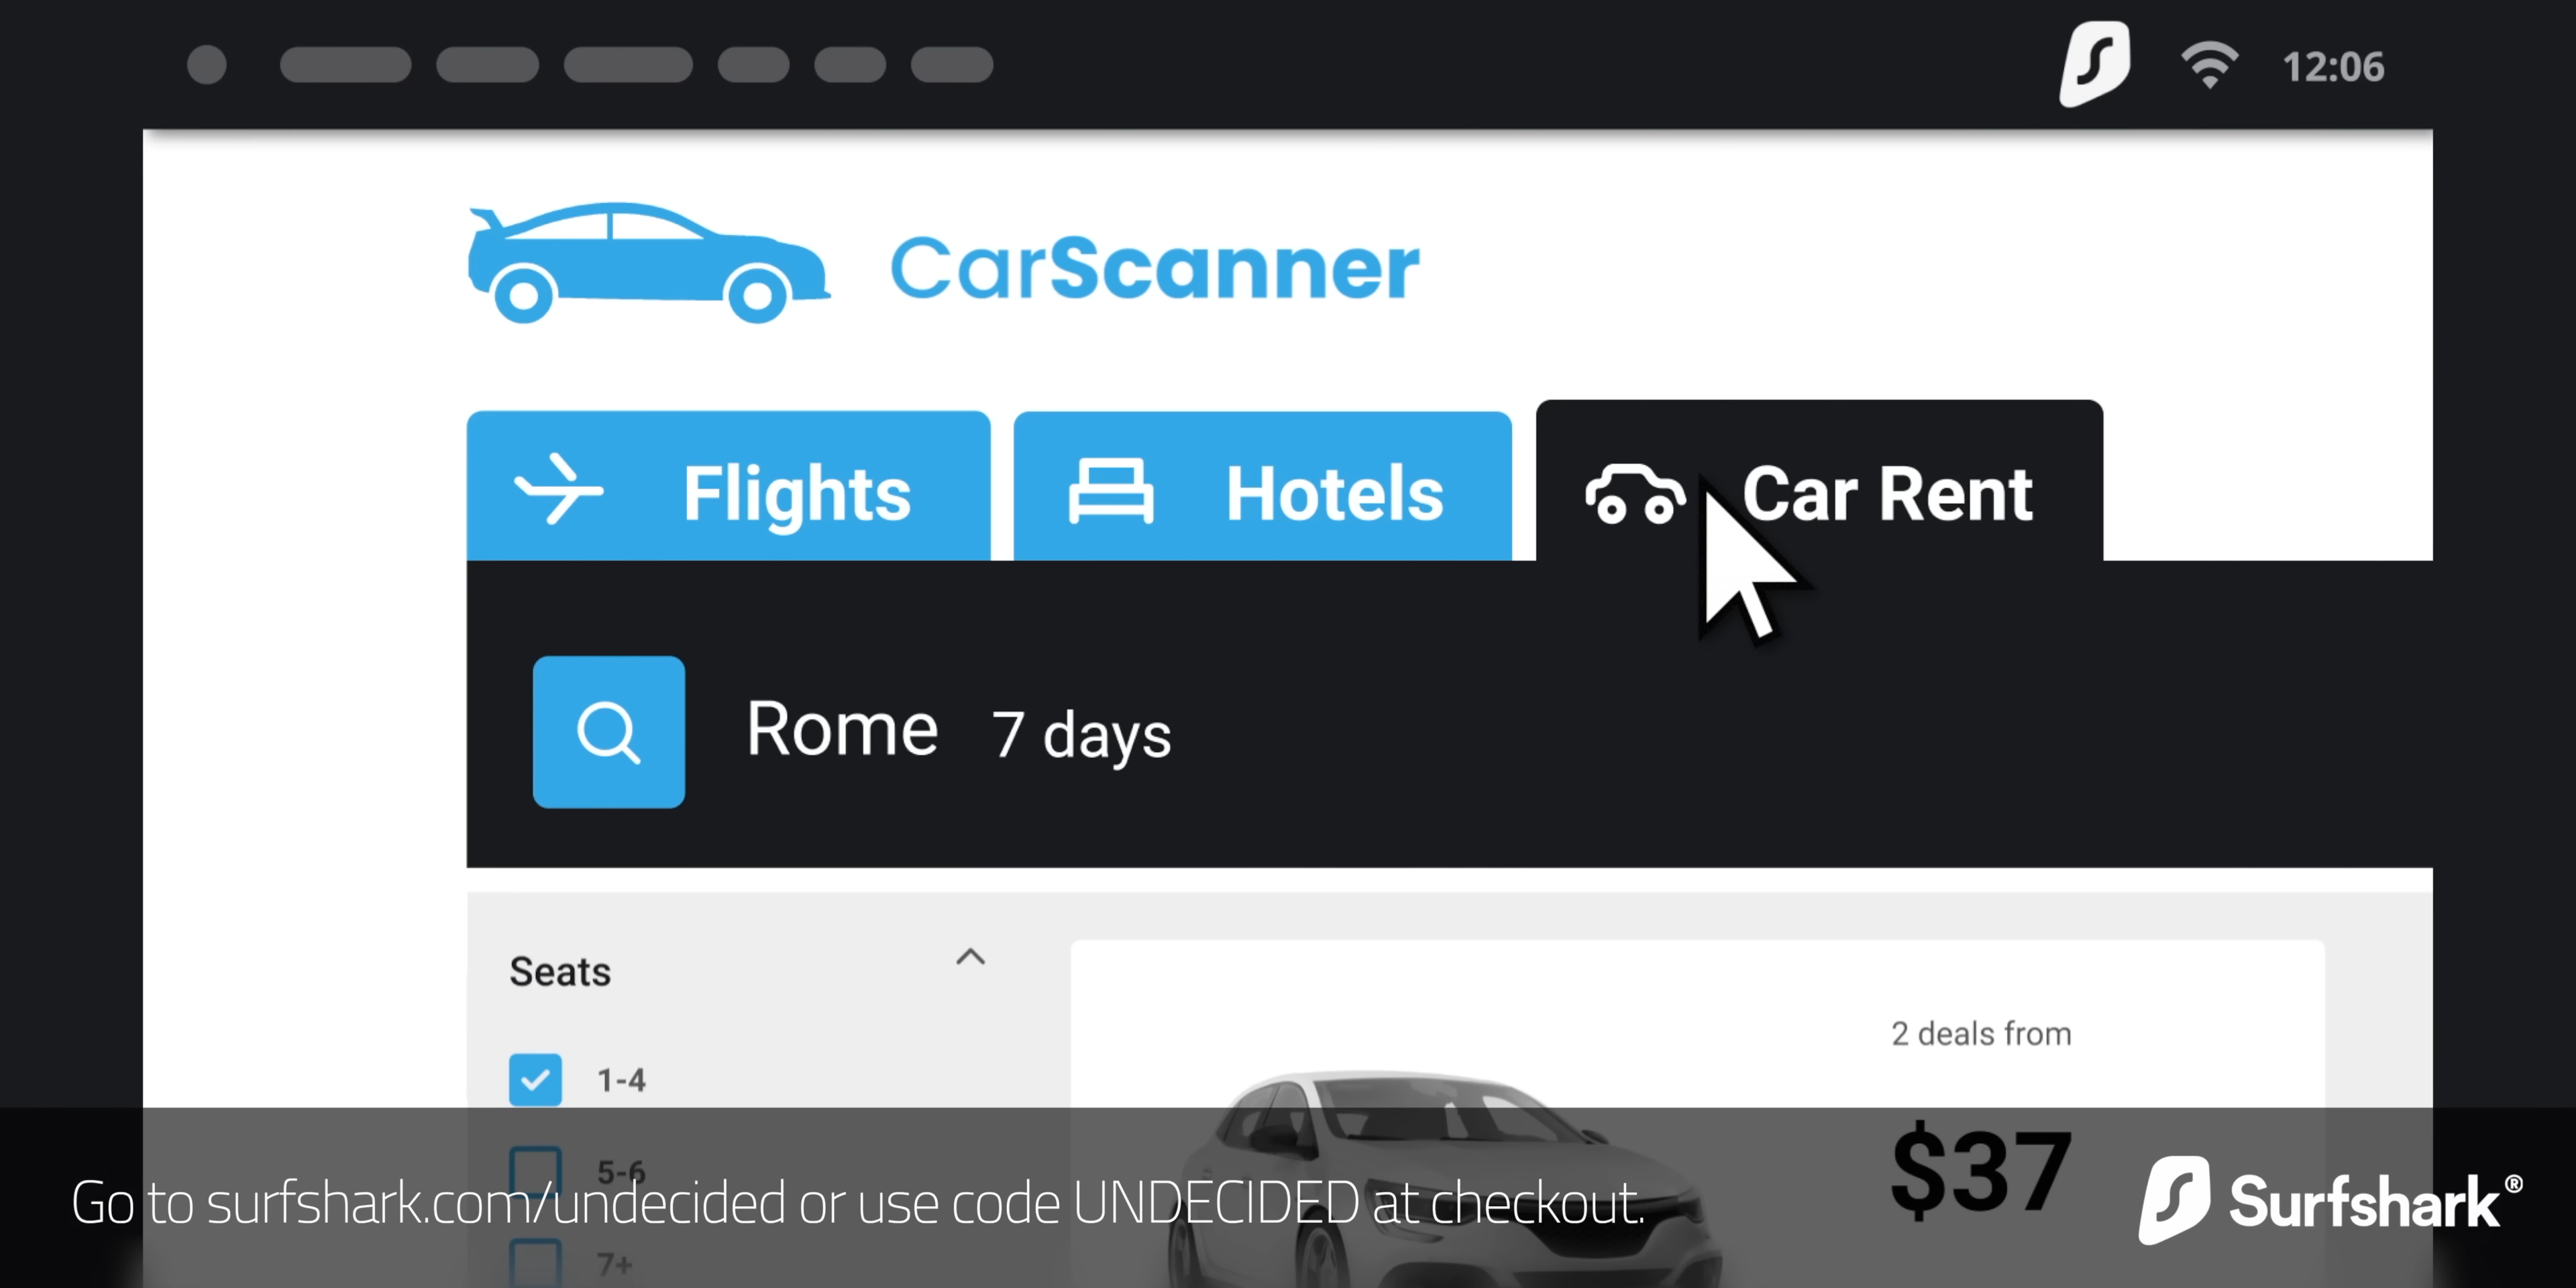 12:06
CarScanner
Flights
Hotels
Car Rent
Rome 7 days
Seats
1-4
5-6
7+
2 deals from
$37
Go to surfshark.com/undecided or use code UNDECIDED at checkout.
Surfshark®